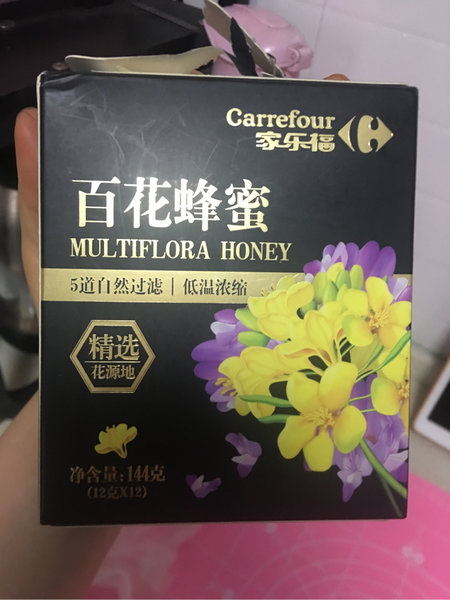 Carrefour
家乐福
百花蜂蜜
MULTIFLORA HONEY
5道自然过滤 | 低温浓缩
精选
花源地
净含量:144克
(12克X12)